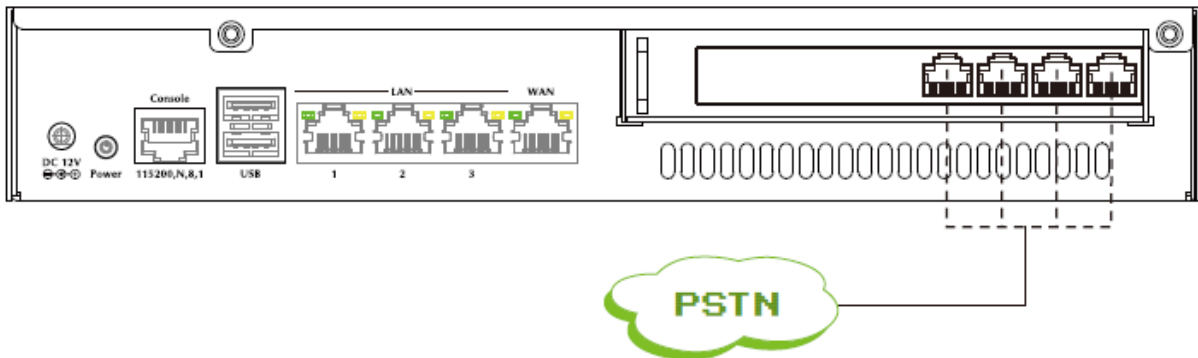 Console
LAN
WAN
DC 12V
Power
115200,N,8,1
USB
1
2
3
PSTN